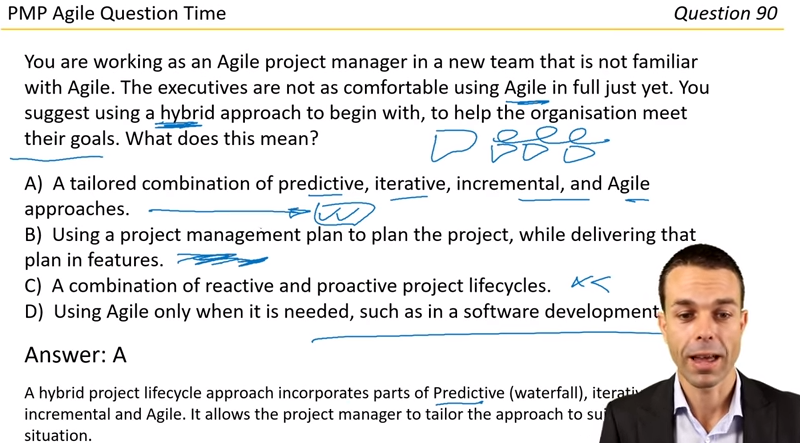 PMP Agile Question Time
Question 90
You are working as an Agile project manager in a new team that is not familiar
with Agile. The executives are not as comfortable using Agile in full just yet. You
suggest using a hybrid approach to begin with, to help the organisation meet
their goals. What does this mean?
A) A tailored combination of predictive, iterative, incremental, and Agile
approaches.
B) Using a project management plan to plan the project, while delivering that
plan in features.
C) A combination of reactive and proactive project lifecycles.
D) Using Agile only when it is needed, such as in a software development
Answer: A
A hybrid project lifecycle approach incorporates parts of Predictive (waterfall),
incremental and Agile. It allows the project manager to tailor the approach to
situation.